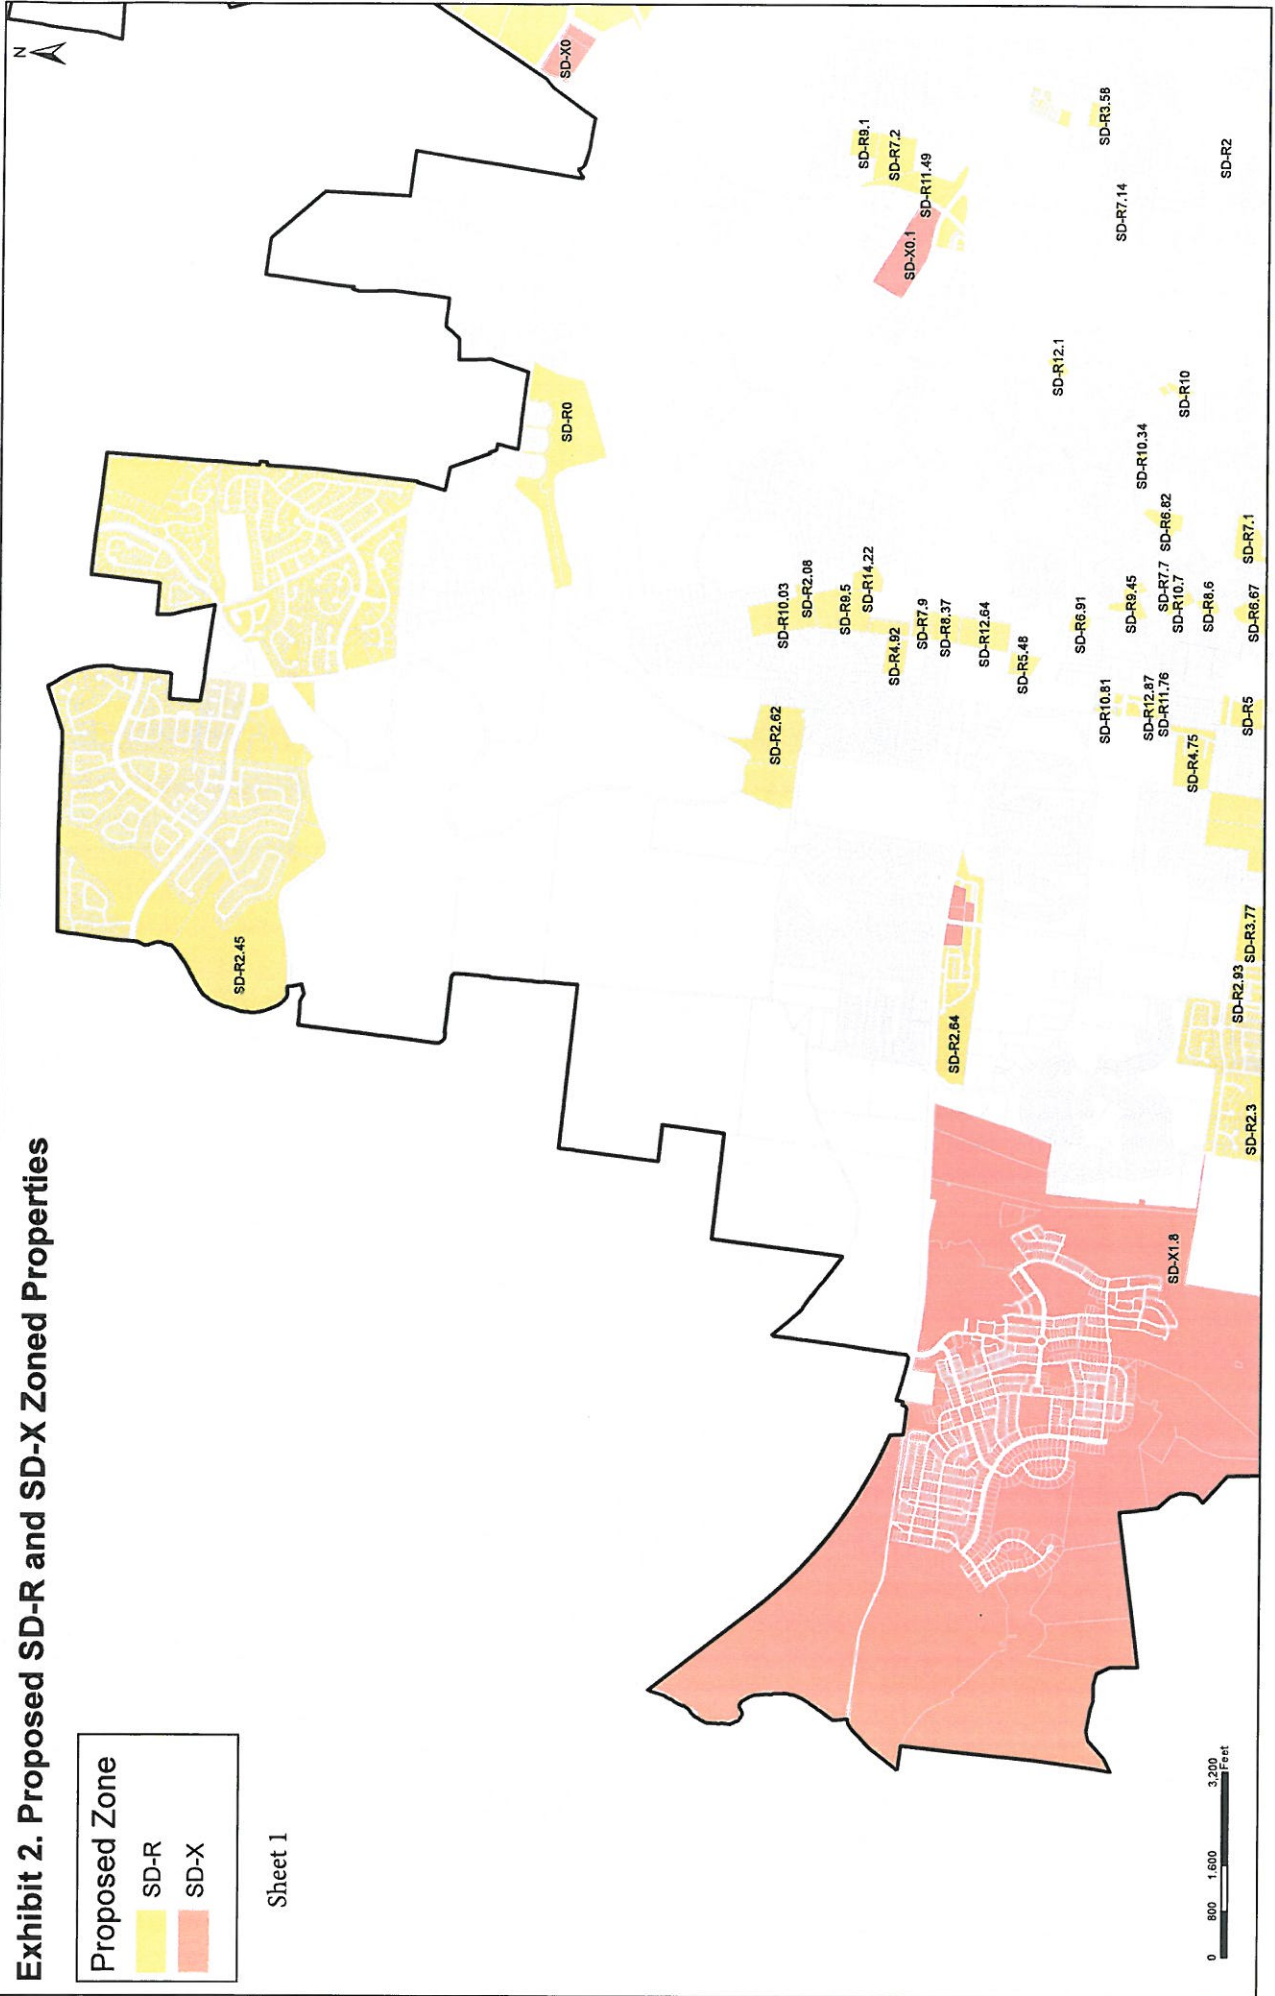 Exhibit 2. Proposed SD-R and SD-X Zoned Properties
Proposed Zone
SD-R
SD-X
Sheet 1
N
SD-X0
SD-R2.45
SD-R0
SD-R9.1
SD-R7.2
SD-R11.49
SD-X0.1
SD-R3.58
SD-R7.14
SD-R2
SD-R12.1
SD-R10
SD-R10.34
SD-R6.82
SD-R7.1
SD-R10.03
SD-R2.08
SD-R9.5
SD-R14.22
SD-R4.92
SD-R7.9
SD-R8.37
SD-R12.64
SD-R5.48
SD-R6.91
SD-R9.45
SD-R7.7
SD-R10.7
SD-R8.6
SD-R6.67
SD-R2.62
SD-R10.81
SD-R12.87
SD-R11.76
SD-R4.75
SD-R5
SD-R2.64
SD-R3.77
SD-R2.93
SD-R2.3
SD-X1.8
0 800 1,600 3,200
Feet